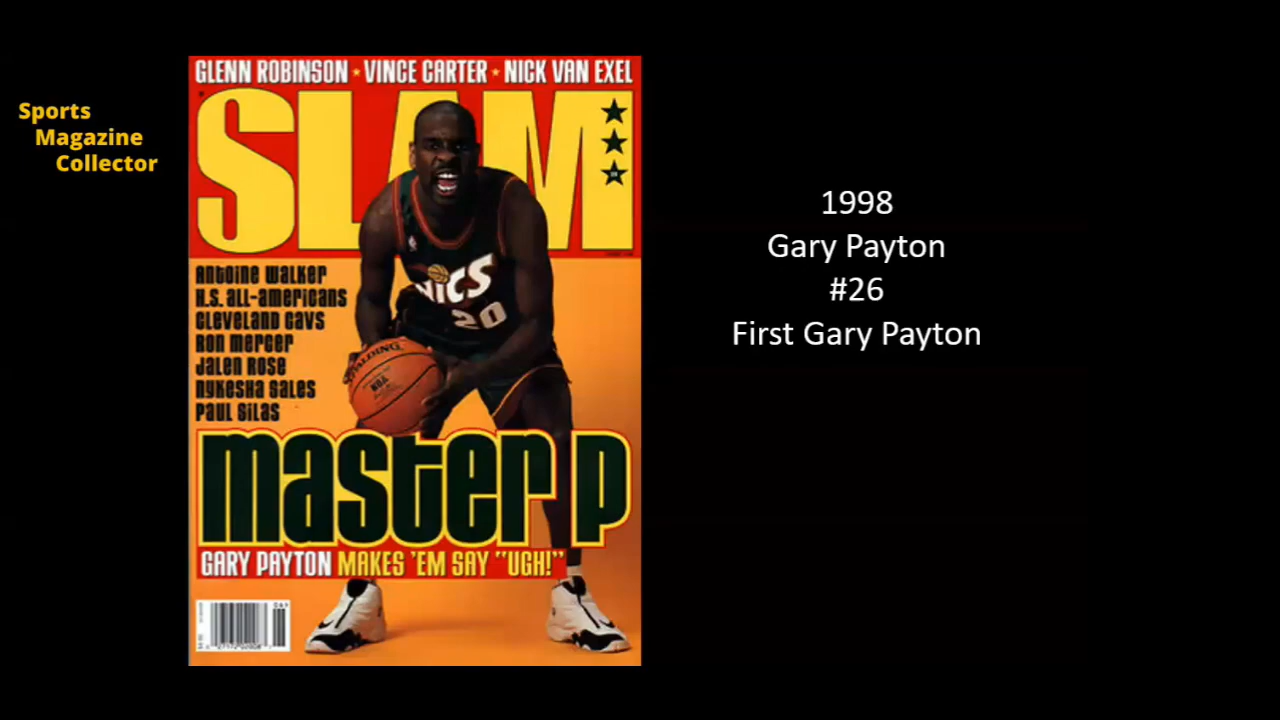 Sports
Magazine
Collector
GLENN ROBINSON ★ VINCE CARTER ★ NICK VAN EXEL
SLAM
ANTOINE WALKER
H.S. ALL-AMERICANS
CLEVELAND CAVS
RON MERCER
JALEN ROSE
NYKESHA SALES
PAUL SILAS
NICS
20
SPALDING
NBA
MASTER P
GARY PAYTON MAKES 'EM SAY "UGH!"
1998
Gary Payton
#26
First Gary Payton